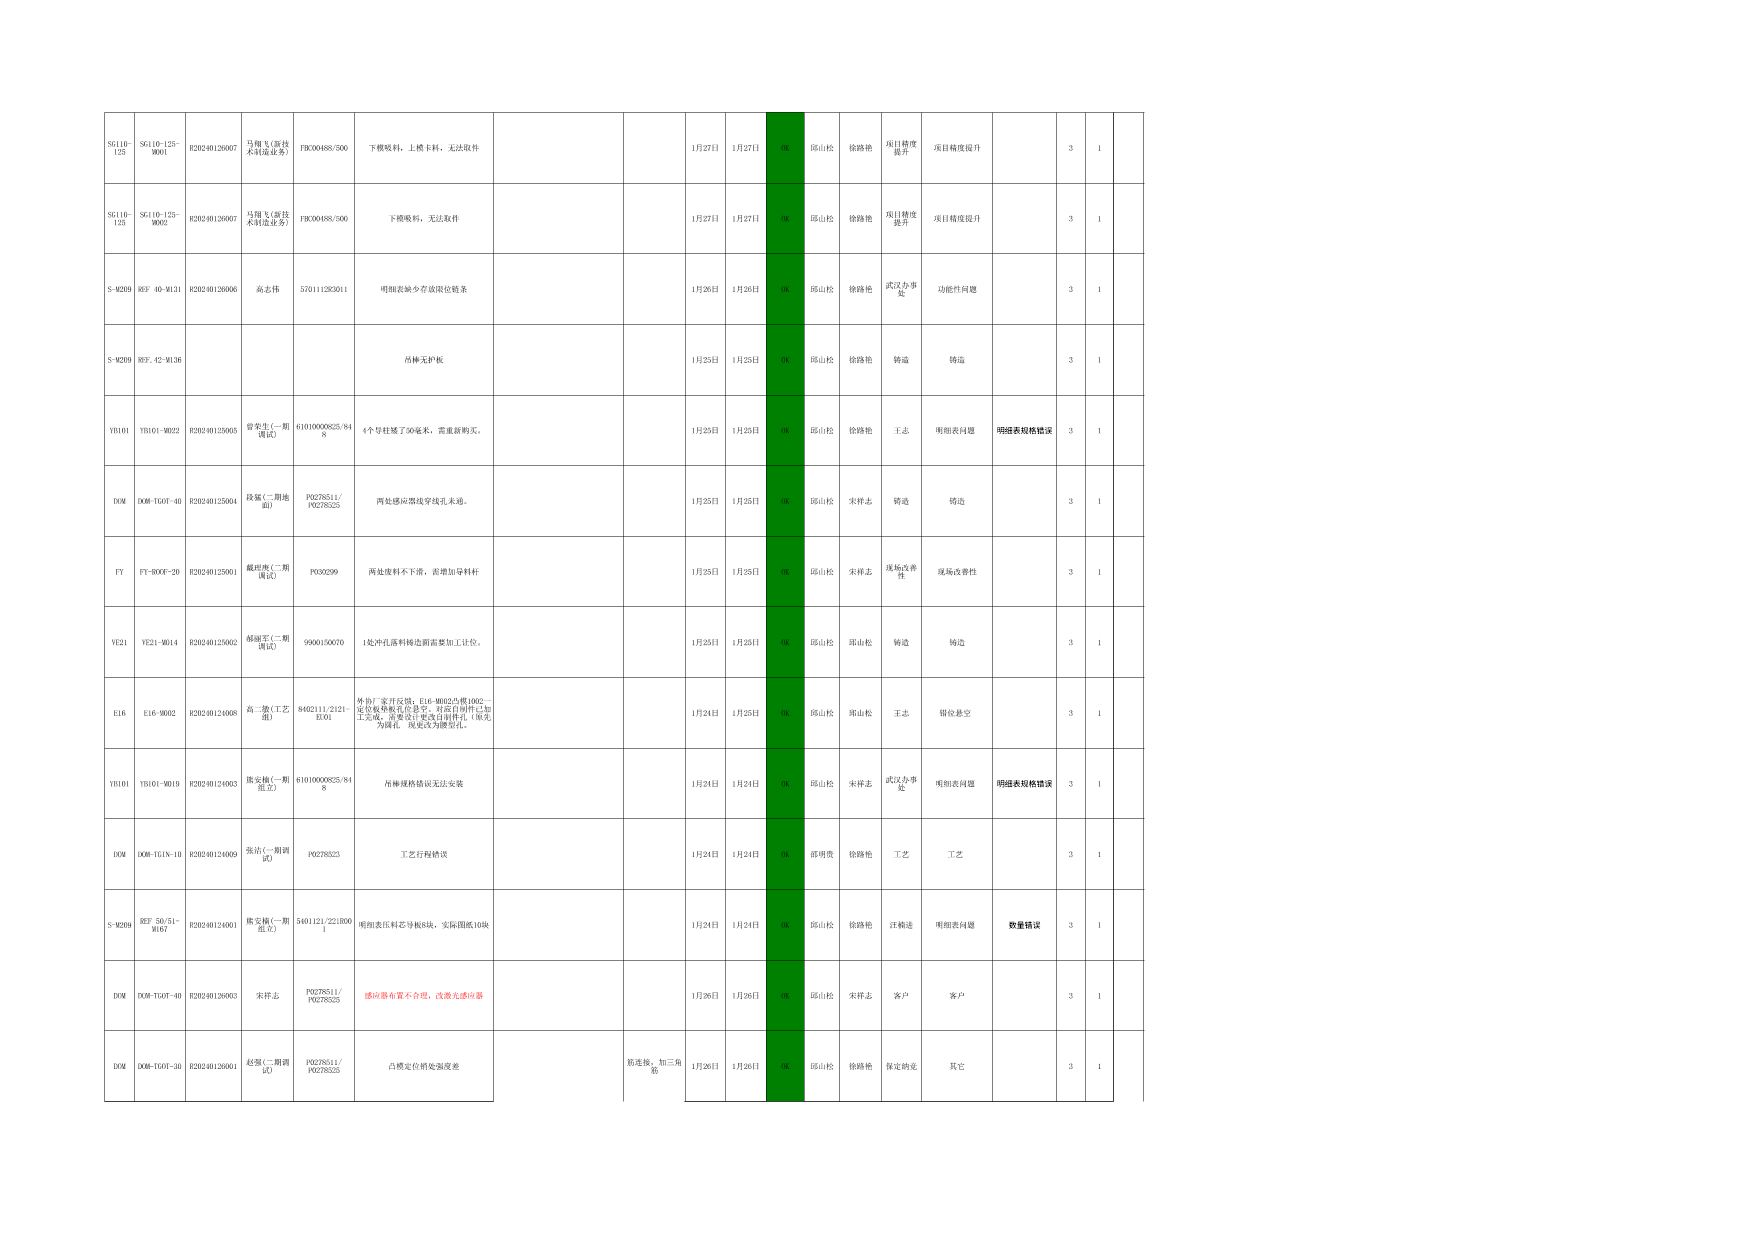 SG110-125 SG110-125-M001 R20240126007 马翔飞(新技术制造业务) FBC00488/500 下模吸料，上模卡料，无法取件 1月27日 1月27日 OK 邱山松 徐路艳 项目精度提升 项目精度提升 3 1
SG110-125 SG110-125-M002 R20240126007 马翔飞(新技术制造业务) FBC00488/500 下模吸料，无法取件 1月27日 1月27日 OK 邱山松 徐路艳 项目精度提升 项目精度提升 3 1
S-M209 REF 40-M131 R20240126006 高志伟 570111283011 明细表缺少存放限位链条 1月26日 1月26日 OK 邱山松 徐路艳 武汉办事处 功能性问题 3 1
S-M209 REF.42-M136 吊棒无护板 1月25日 1月25日 OK 邱山松 徐路艳 铸造 铸造 3 1
YB101 YB101-M022 R20240125005 曾荣生(一期调试) 61010000825/848 4个导柱矮了50毫米，需重新购买。 1月25日 1月25日 OK 邱山松 徐路艳 王志 明细表问题 明细表规格错误 3 1
DOM DOM-TGOT-40 R20240125004 段猛(二期地面) P0278511/P0278525 两处感应器线穿线孔未通。 1月25日 1月25日 OK 邱山松 宋祥志 铸造 铸造 3 1
FY FY-ROOF-20 R20240125001 (二期调试) P030299 两处废料不下滑，需增加导料杆 1月25日 1月25日 OK 邱山松 宋祥志 现场改善性 现场改善性 3 1
VE21 VE21-M014 R20240125002 郝丽军(二期调试) 9900150070 1处冲孔落料铸造面需要加工让位。 1月25日 1月25日 OK 邱山松 邱山松 铸造 铸造 3 1
E16 E16-M002 R20240124008 高二敏(工艺组) 8402111/2121-EU01 外协厂家开反馈：E16-M002凸模1002一定位板垫板孔位悬空。对应自制件已加工完成，需要设计更改自制件孔（原先为圆孔 现更改为腰型孔。 1月24日 1月25日 OK 邱山松 邱山松 王志 错位悬空 3 1
YB101 YB101-M019 R20240124003 熊安楠(一期组立) 61010000825/848 吊棒规格错误无法安装 1月24日 1月24日 OK 邱山松 宋祥志 武汉办事处 明细表问题 明细表规格错误 3 1
DOM DOM-TGIN-10 R20240124009 张洁(一期调试) P0278523 工艺行程错误 1月24日 1月24日 OK 邵明贵 徐路艳 工艺 工艺 3 1
S-M209 REF 50/51-M167 R20240124001 熊安楠(一期组立) 5401121/221R001 明细表压料芯导板8块，实际图纸10块 1月24日 1月24日 OK 邱山松 徐路艳 汪楠进 明细表问题 数量错误 3 1
DOM DOM-TGOT-40 R20240126003 宋祥志 P0278511/P0278525 感应器布置不合理，改激光感应器 1月26日 1月26日 OK 邱山松 宋祥志 客户 客户 3 1
DOM DOM-TGOT-30 R20240126001 赵强(二期调试) P0278511/P0278525 凸模定位销处强度差 筋连接，加三角筋 1月26日 1月26日 OK 邱山松 徐路艳 保定纳竞 其它 3 1